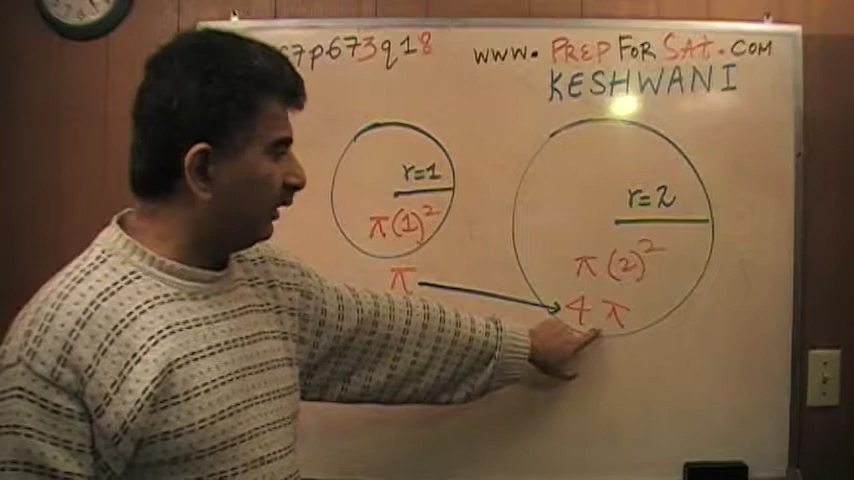 67p673q18
www.PREPFORSAT.COM
KESHWANI
r=1
π(1)²
π
r=2
π(2)²
4π